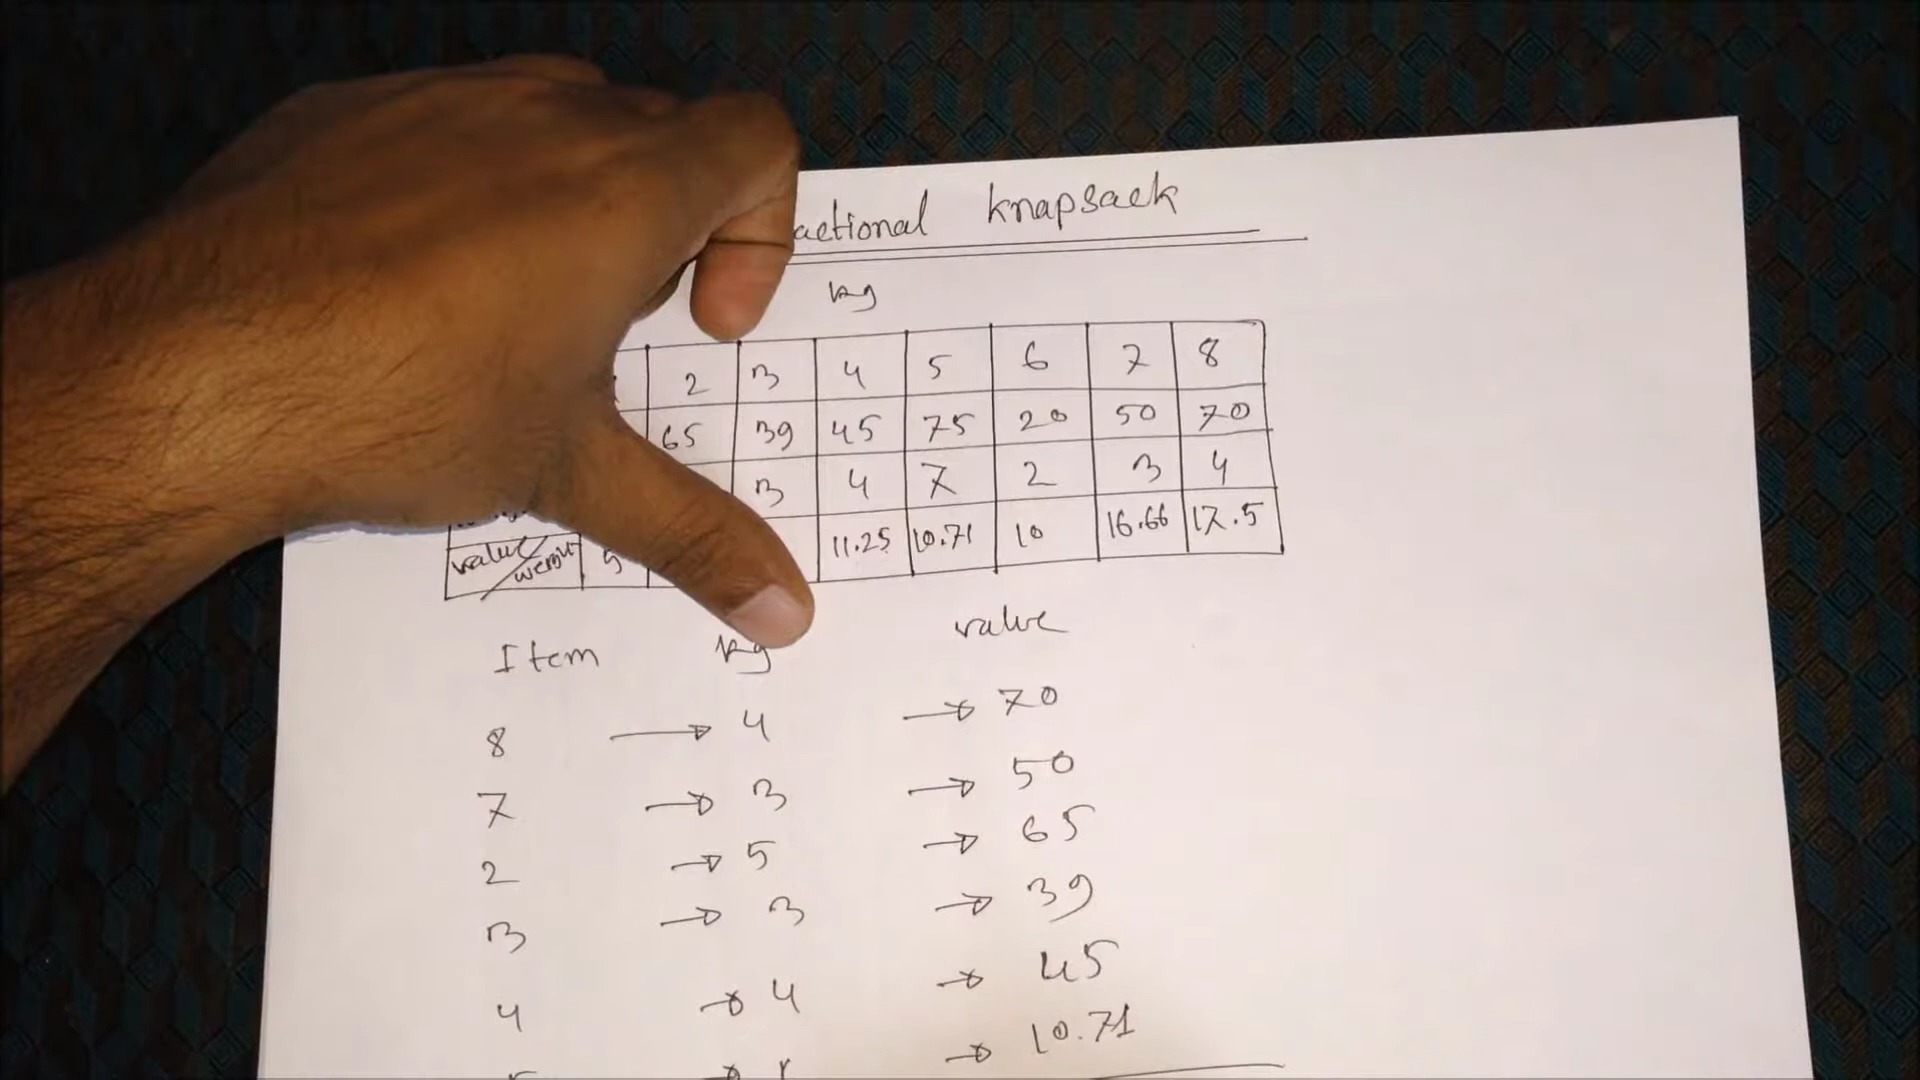 actional knapsack
kg
2 3 4 5 6 7 8
65 39 45 75 20 50 70
3 4 7 2 3 4
value/weight 11.25 10.71 10 16.66 17.5
Item kg value
8 → 4 → 70
7 → 3 → 50
2 → 5 → 65
3 → 3 → 39
4 → 4 → 45
→ 10.71